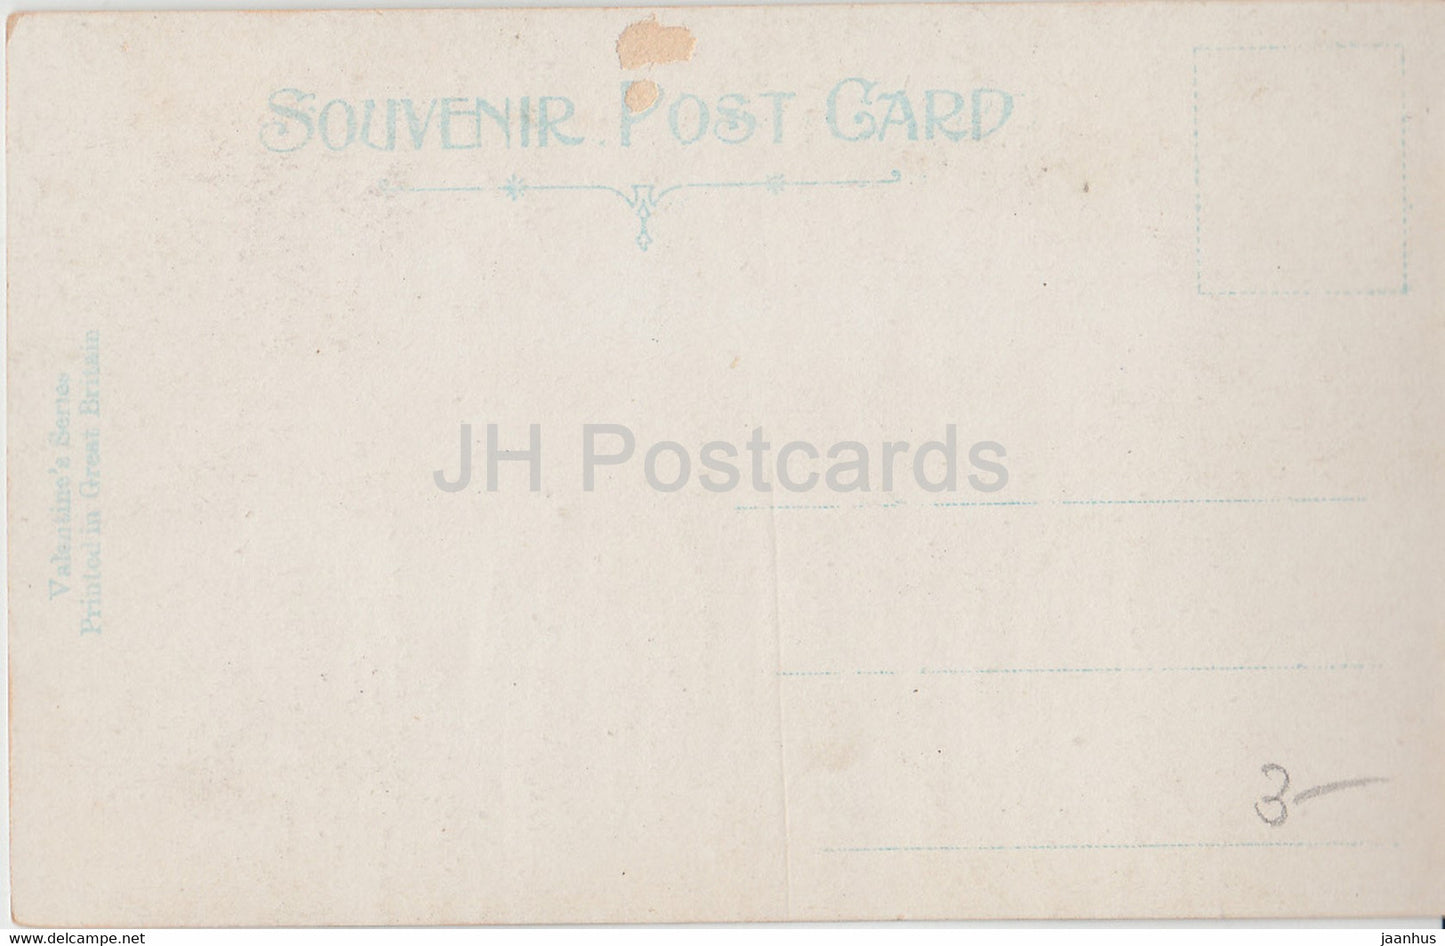 SOUVENIR POST CARD
Valentine's Series
Printed in Great Britain
JH Postcards
3-
www.delcampe.net
jaanhus